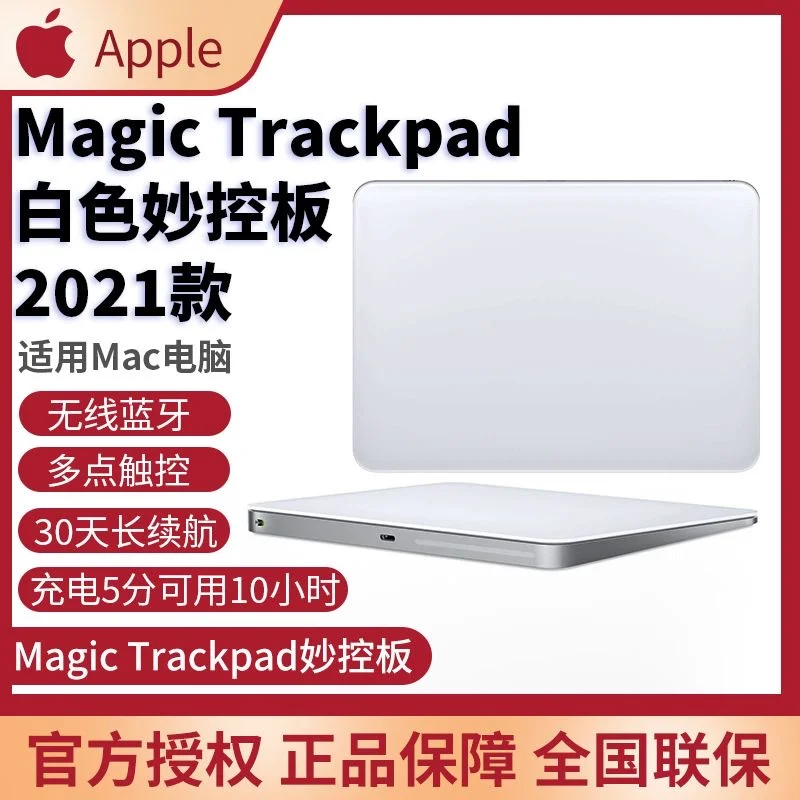 Apple
Magic Trackpad
白色妙控板
2021款
适用Mac电脑
无线蓝牙
多点触控
30天长续航
充电5分可用10小时
Magic Trackpad妙控板
官方授权 正品保障 全国联保